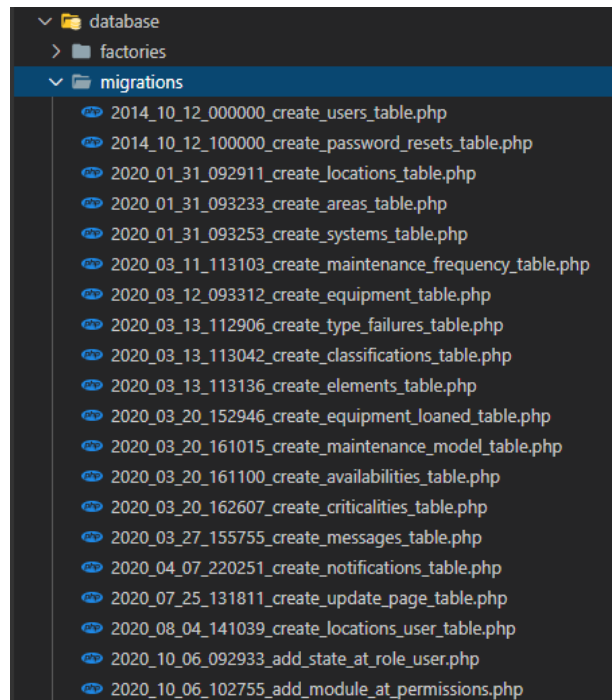 database
factories
migrations
2014_10_12_000000_create_users_table.php
2014_10_12_100000_create_password_resets_table.php
2020_01_31_092911_create_locations_table.php
2020_01_31_093233_create_areas_table.php
2020_01_31_093253_create_systems_table.php
2020_03_11_113103_create_maintenance_frequency_table.php
2020_03_12_093312_create_equipment_table.php
2020_03_13_112906_create_type_failures_table.php
2020_03_13_113042_create_classifications_table.php
2020_03_13_113136_create_elements_table.php
2020_03_20_152946_create_equipment_loaned_table.php
2020_03_20_161015_create_maintenance_model_table.php
2020_03_20_161100_create_availabilities_table.php
2020_03_20_162607_create_criticalities_table.php
2020_03_27_155755_create_messages_table.php
2020_04_07_220251_create_notifications_table.php
2020_07_25_131811_create_update_page_table.php
2020_08_04_141039_create_locations_user_table.php
2020_10_06_092933_add_state_at_role_user.php
2020_10_06_102755_add_module_at_permissions.php